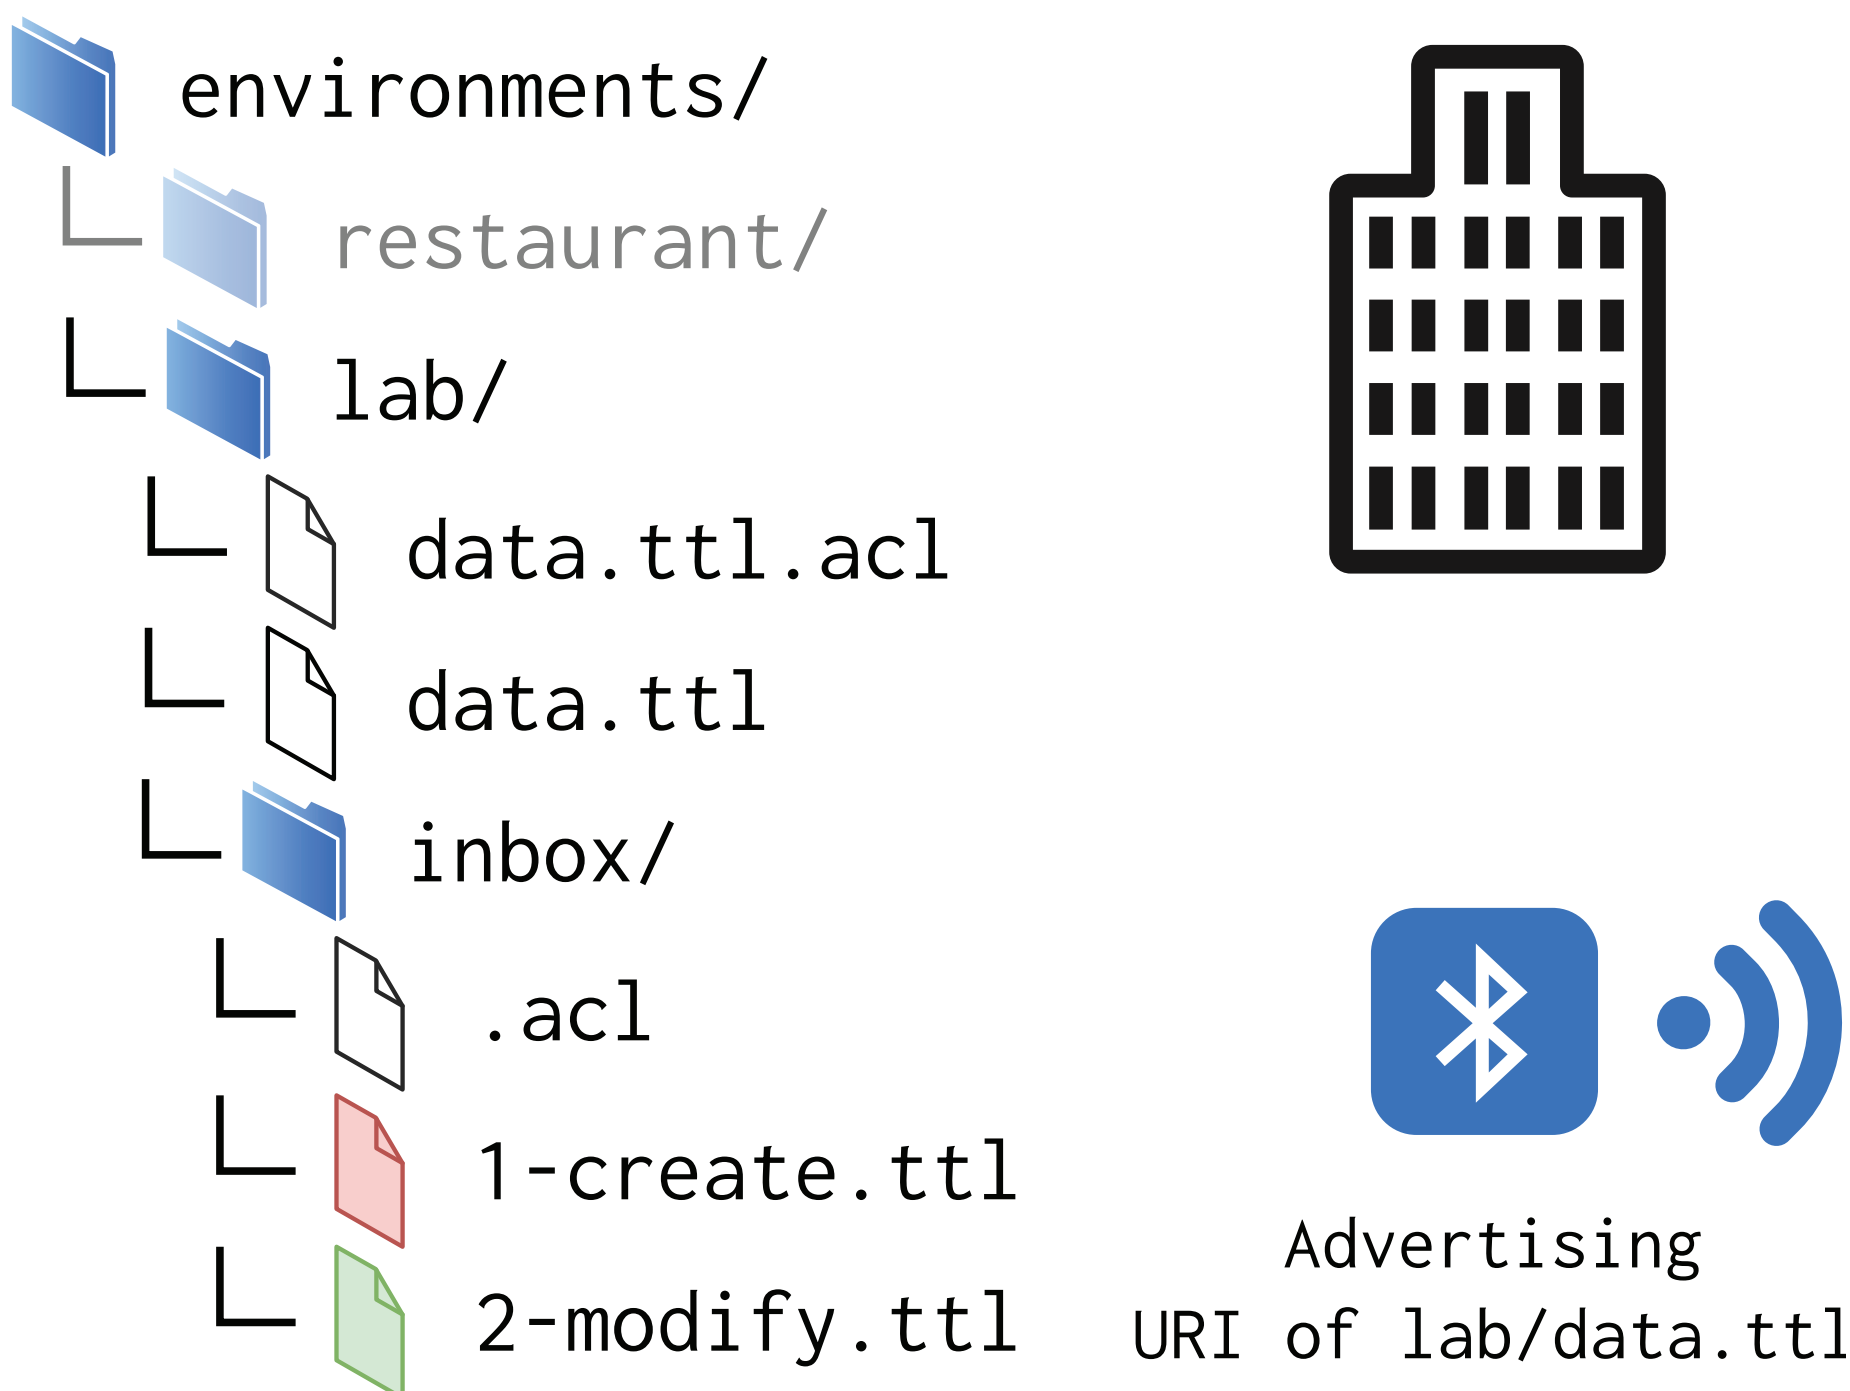 environments/
restaurant/
lab/
data.ttl.acl
data.ttl
inbox/
.acl
1-create.ttl
2-modify.ttl
Advertising
URI of lab/data.ttl